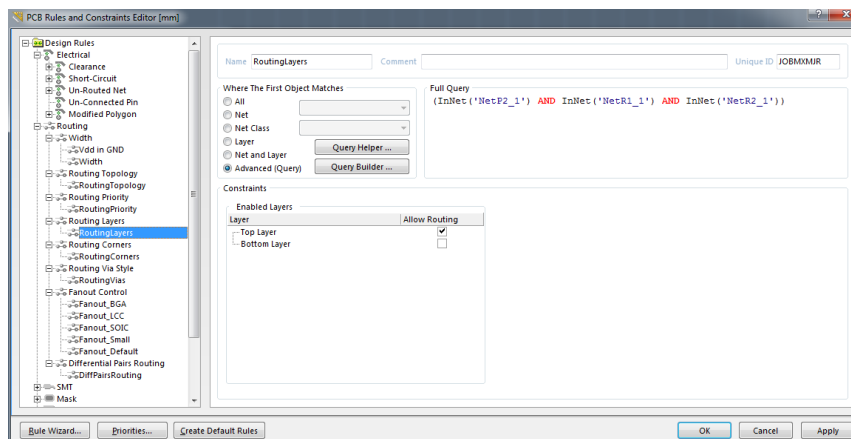 PCB Rules and Constraints Editor [mm]
Design Rules
Electrical
Clearance
Short-Circuit
Un-Routed Net
Un-Connected Pin
Modified Polygon
Routing
Width
Vdd in GND
Width
Routing Topology
RoutingTopology
Routing Priority
RoutingPriority
Routing Layers
RoutingLayers
Routing Corners
RoutingCorners
Routing Via Style
RoutingVias
Fanout Control
Fanout_BGA
Fanout_LCC
Fanout_SOIC
Fanout_Small
Fanout_Default
Differential Pairs Routing
DiffPairsRouting
SMT
Mask
Name RoutingLayers Comment Unique ID JOBMXMJR
Where The First Object Matches
All
Net
Net Class
Layer
Net and Layer
Advanced (Query)
Query Helper ...
Query Builder ...
Full Query
(InNet('NetP2_1') AND InNet('NetR1_1') AND InNet('NetR2_1'))
Constraints
Enabled Layers
Layer Allow Routing
Top Layer
Bottom Layer
Rule Wizard... Priorities... Create Default Rules OK Cancel Apply